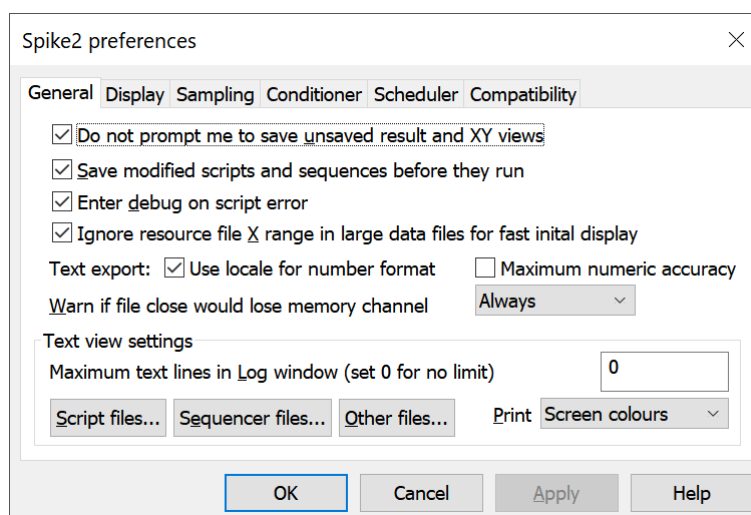 Spike2 preferences
General Display Sampling Conditioner Scheduler Compatibility
Do not prompt me to save unsaved result and XY views
Save modified scripts and sequences before they run
Enter debug on script error
Ignore resource file X range in large data files for fast inital display
Text export: Use locale for number format Maximum numeric accuracy
Warn if file close would lose memory channel Always
Text view settings
Maximum text lines in Log window (set 0 for no limit) 0
Script files... Sequencer files... Other files... Print Screen colours
OK Cancel Apply Help